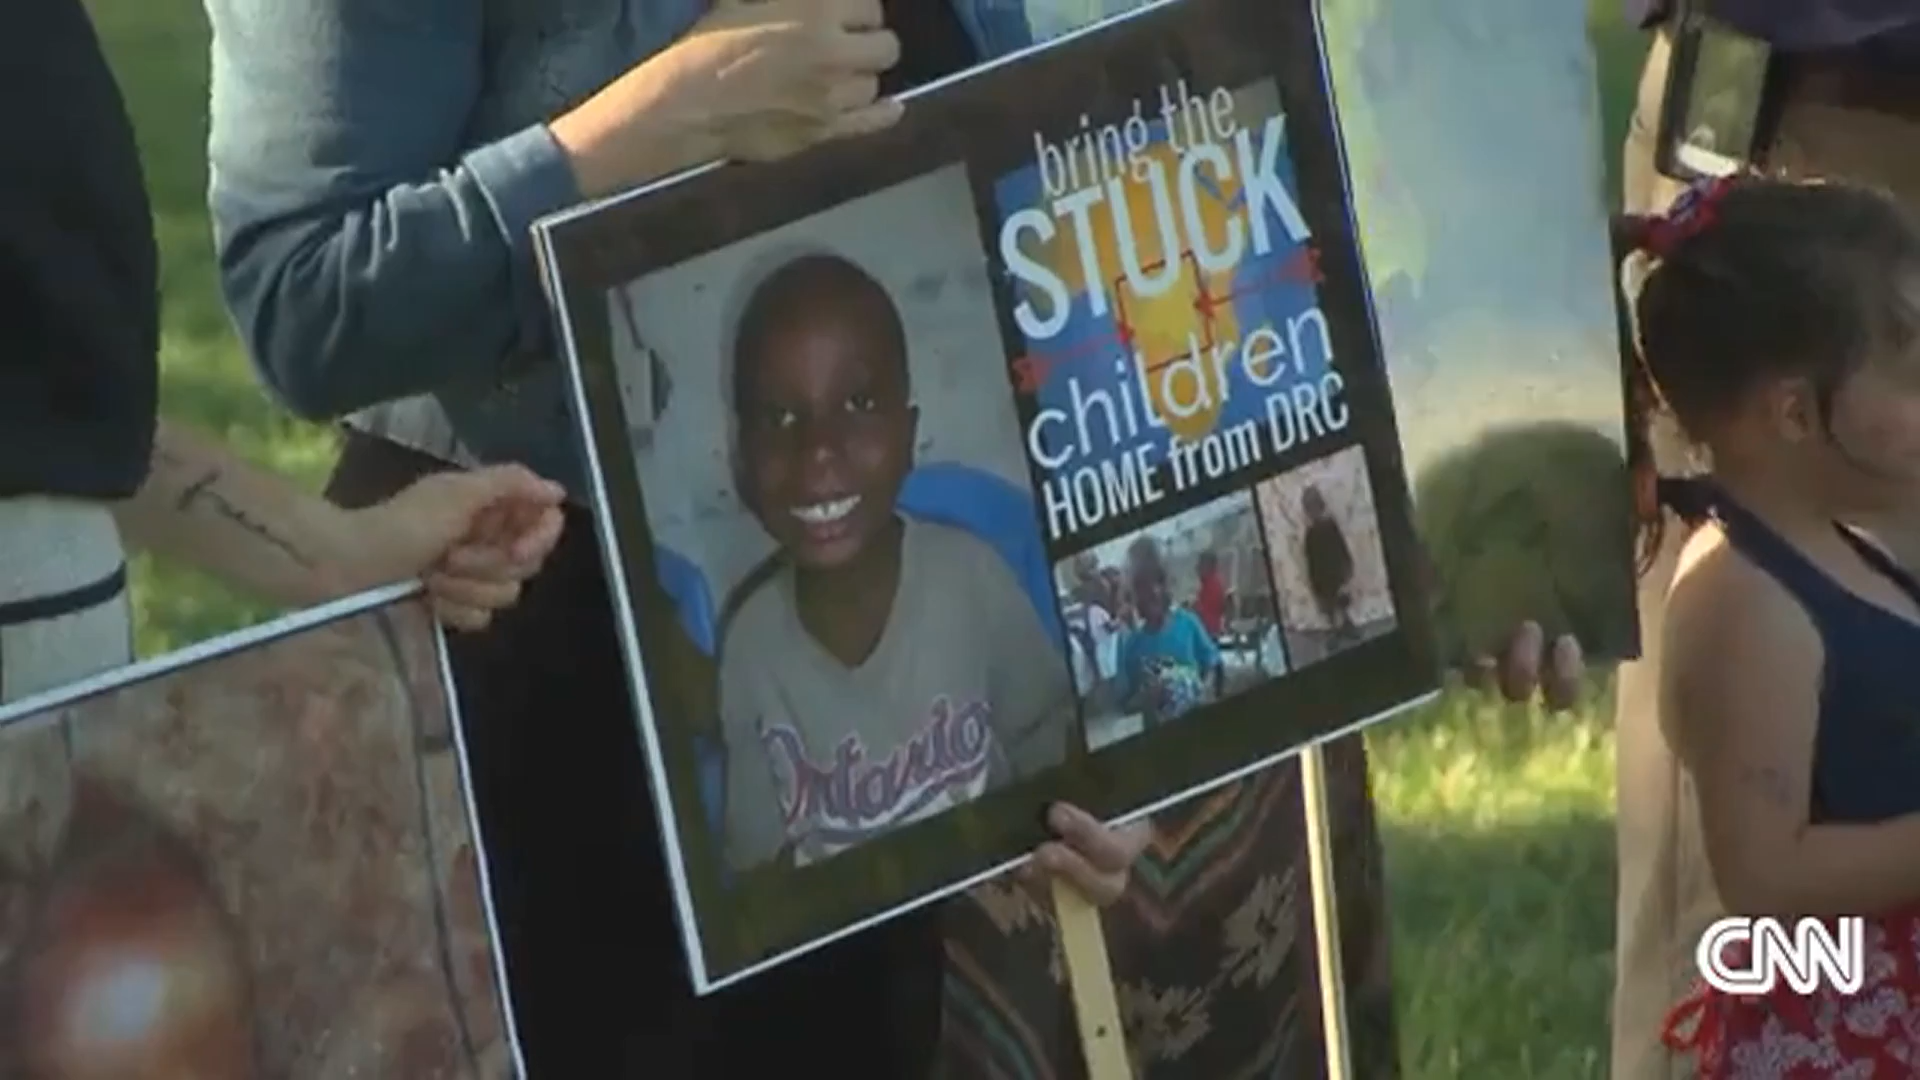 bring the
STUCK
children
HOME from DRC
Ontario
CNN